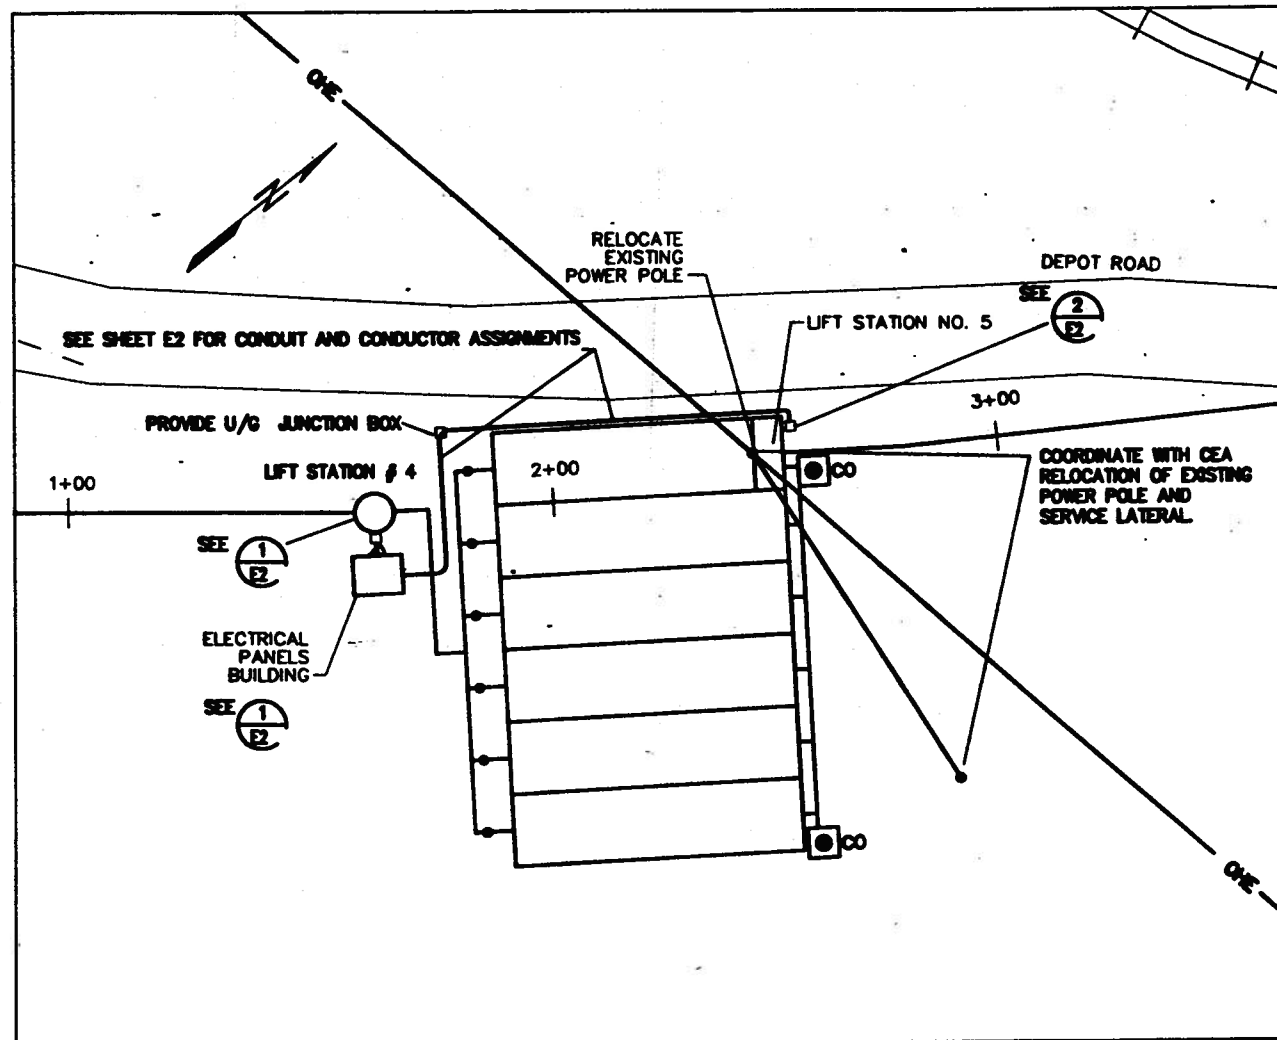 OHE
RELOCATE
EXISTING
POWER POLE
DEPOT ROAD
SEE
2
E2
LIFT STATION NO. 5
SEE SHEET E2 FOR CONDUIT AND CONDUCTOR ASSIGNMENTS
3+00
PROVIDE U/G JUNCTION BOX
LIFT STATION # 4
2+00
CO
COORDINATE WITH CEA
RELOCATION OF EXISTING
POWER POLE AND
SERVICE LATERAL.
1+00
SEE
1
E2
ELECTRICAL
PANELS
BUILDING
SEE
1
E2
CO
OHE